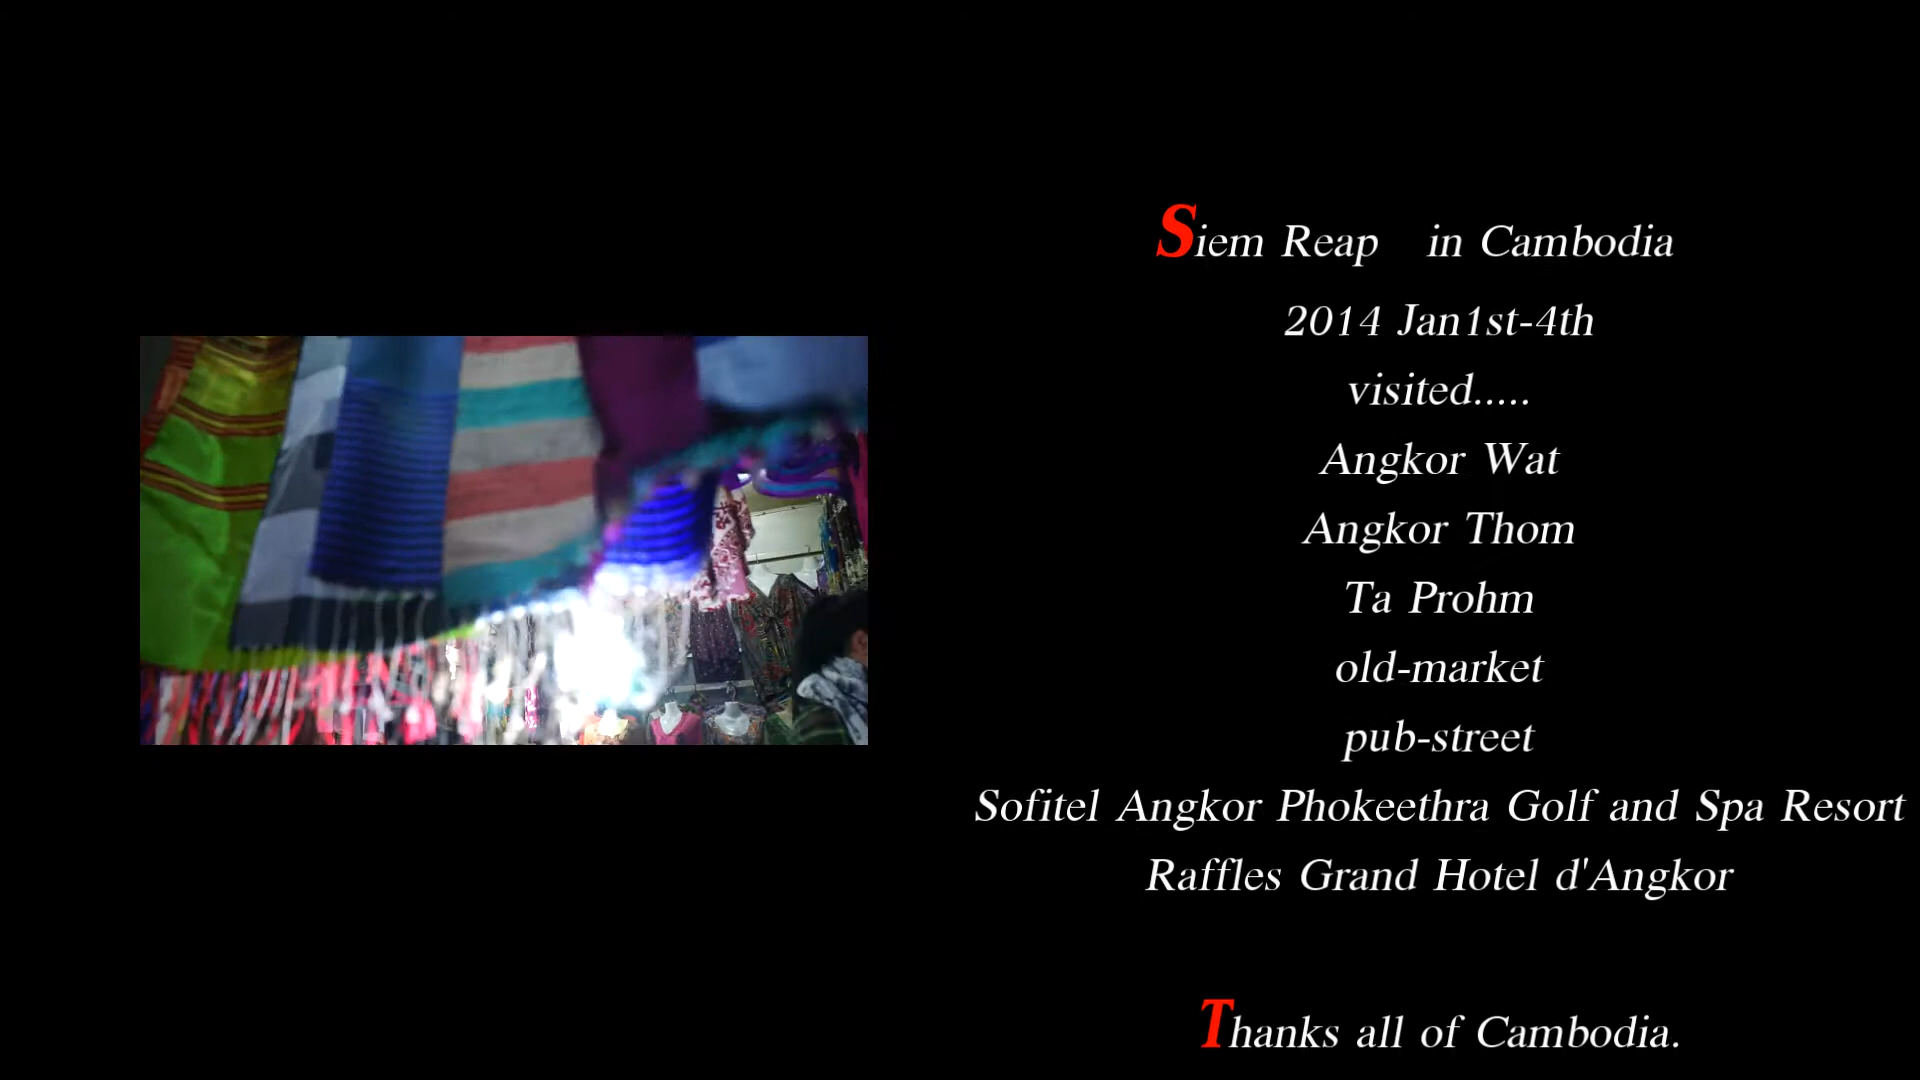 Siem Reap in Cambodia
2014 Jan1st-4th
visited.....
Angkor Wat
Angkor Thom
Ta Prohm
old-market
pub-street
Sofitel Angkor Phokeethra Golf and Spa Resort
Raffles Grand Hotel d'Angkor
Thanks all of Cambodia.